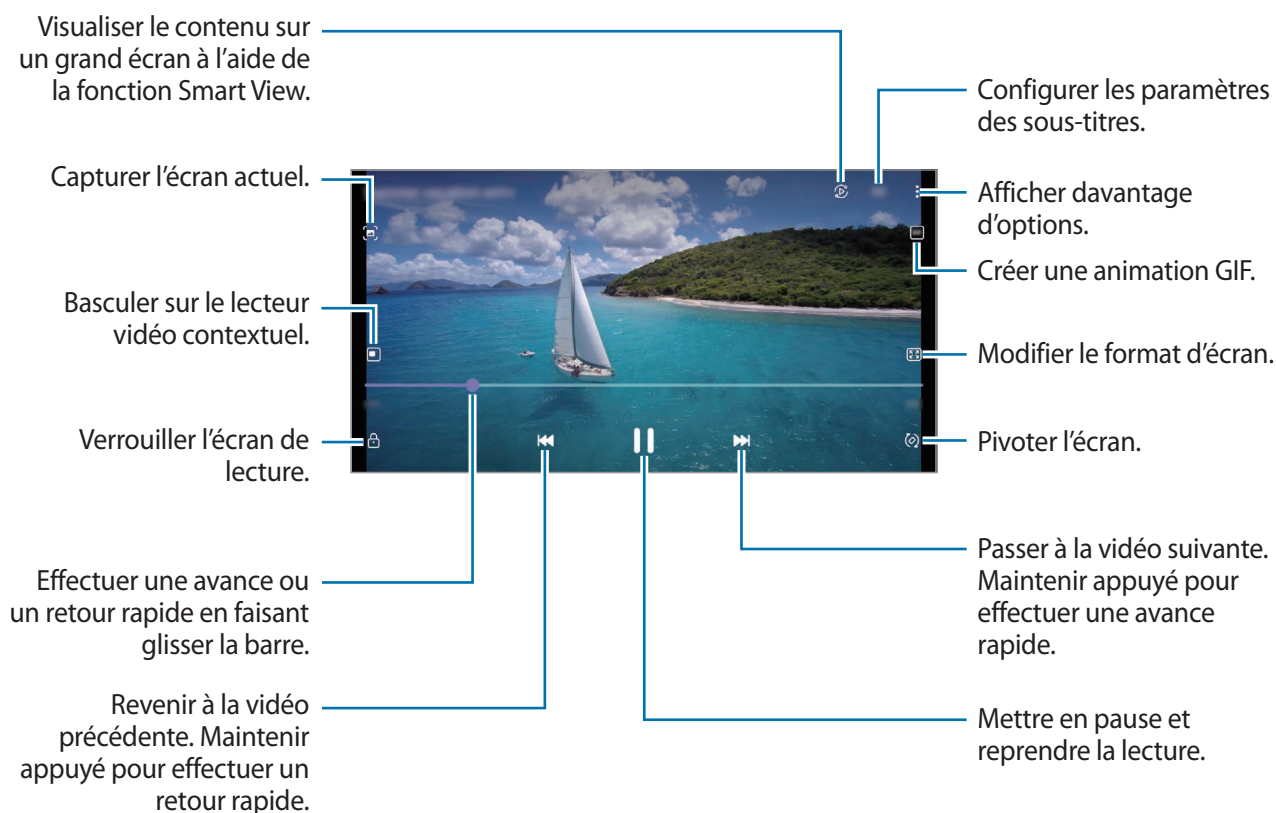 Visualiser le contenu sur
un grand écran à l'aide de
la fonction Smart View.
Configurer les paramètres
des sous-titres.
Capturer l'écran actuel.
Afficher davantage
d'options.
Créer une animation GIF.
Basculer sur le lecteur
vidéo contextuel.
Modifier le format d'écran.
Verrouiller l'écran de
lecture.
Pivoter l'écran.
Effectuer une avance ou
un retour rapide en faisant
glisser la barre.
Passer à la vidéo suivante.
Maintenir appuyé pour
effectuer une avance
rapide.
Revenir à la vidéo
précédente. Maintenir
appuyé pour effectuer un
retour rapide.
Mettre en pause et
reprendre la lecture.